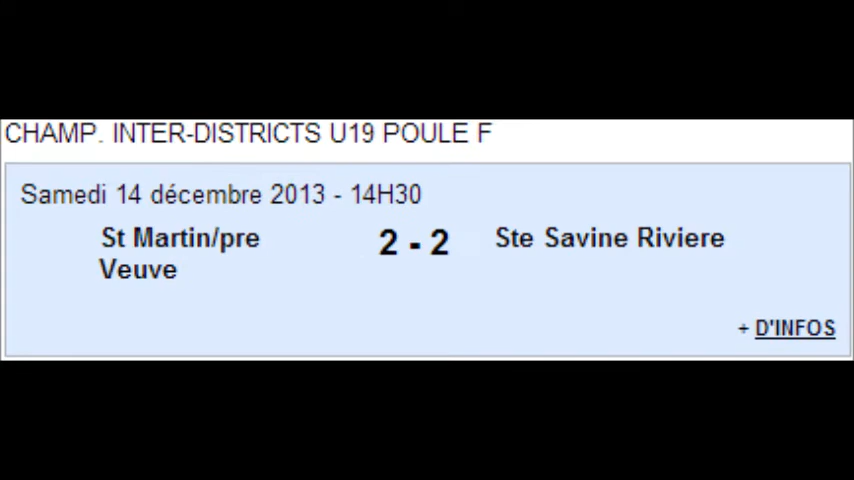 CHAMP. INTER-DISTRICTS U19 POULE F
Samedi 14 décembre 2013 - 14H30
St Martin/pre Veuve 2 - 2 Ste Savine Riviere
+ D'INFOS